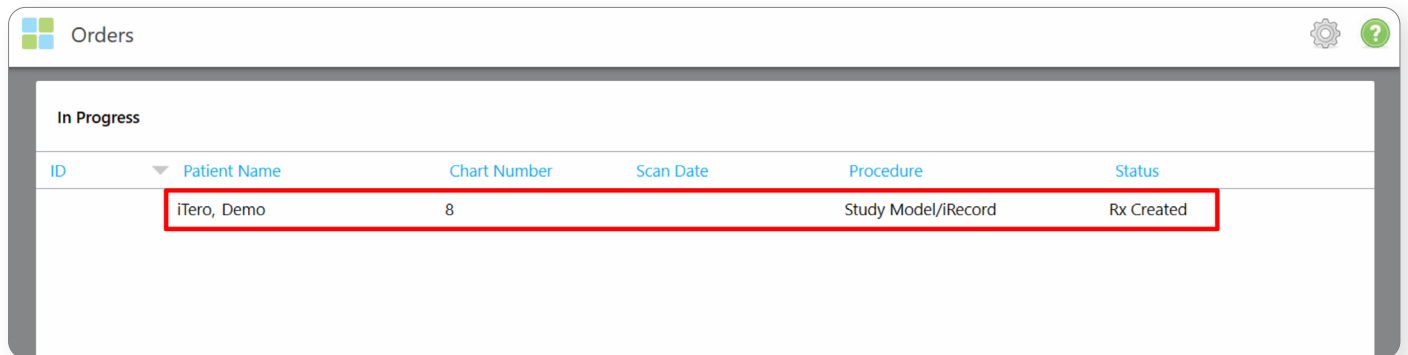 Orders
?
In Progress
ID Patient Name Chart Number Scan Date Procedure Status
iTero, Demo 8 Study Model/iRecord Rx Created